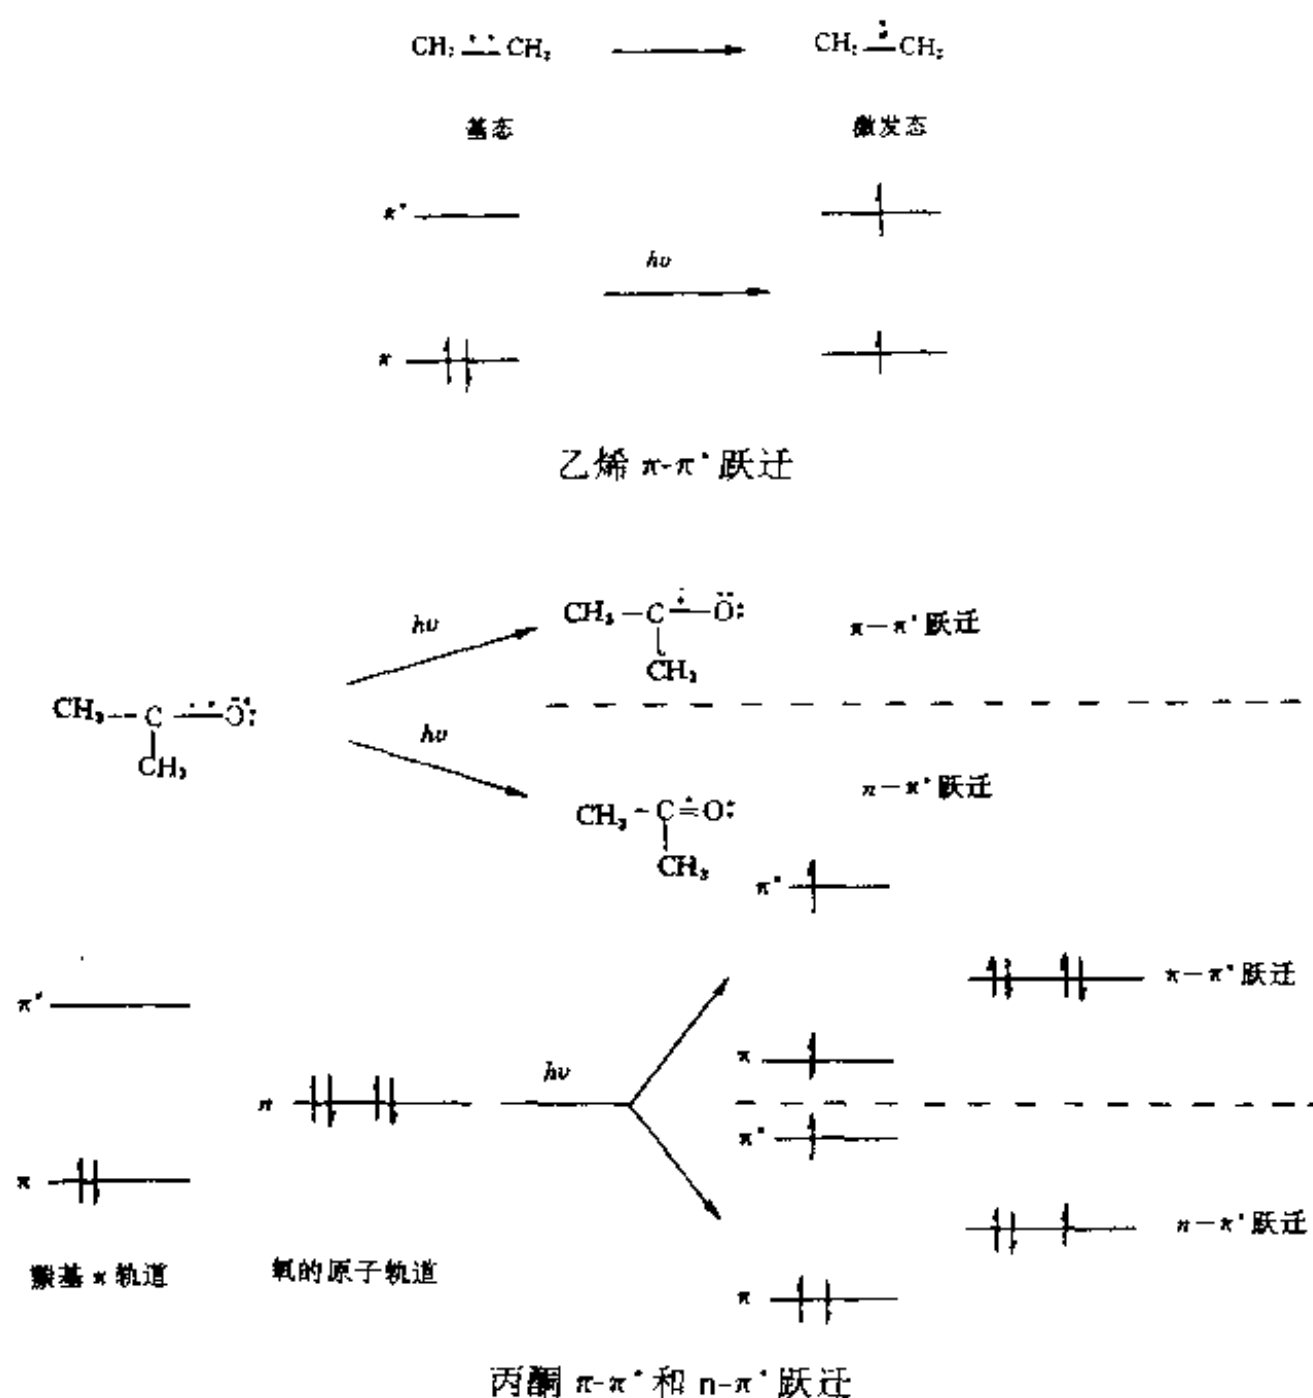 CH₂ CH₂ CH₂ CH₂
基态 激发态
π*
hν
π
乙烯 π-π* 跃迁
hν CH₃—C—Ö: π—π* 跃迁
CH₃
CH₃—C—Ö:
CH₃
hν
n—π* 跃迁
CH₃—C=O:
CH₃
π*
π* π—π* 跃迁
n hν π
π*
π n—π* 跃迁
羰基 π 轨道 氧的原子轨道 π
丙酮 π-π* 和 n-π* 跃迁